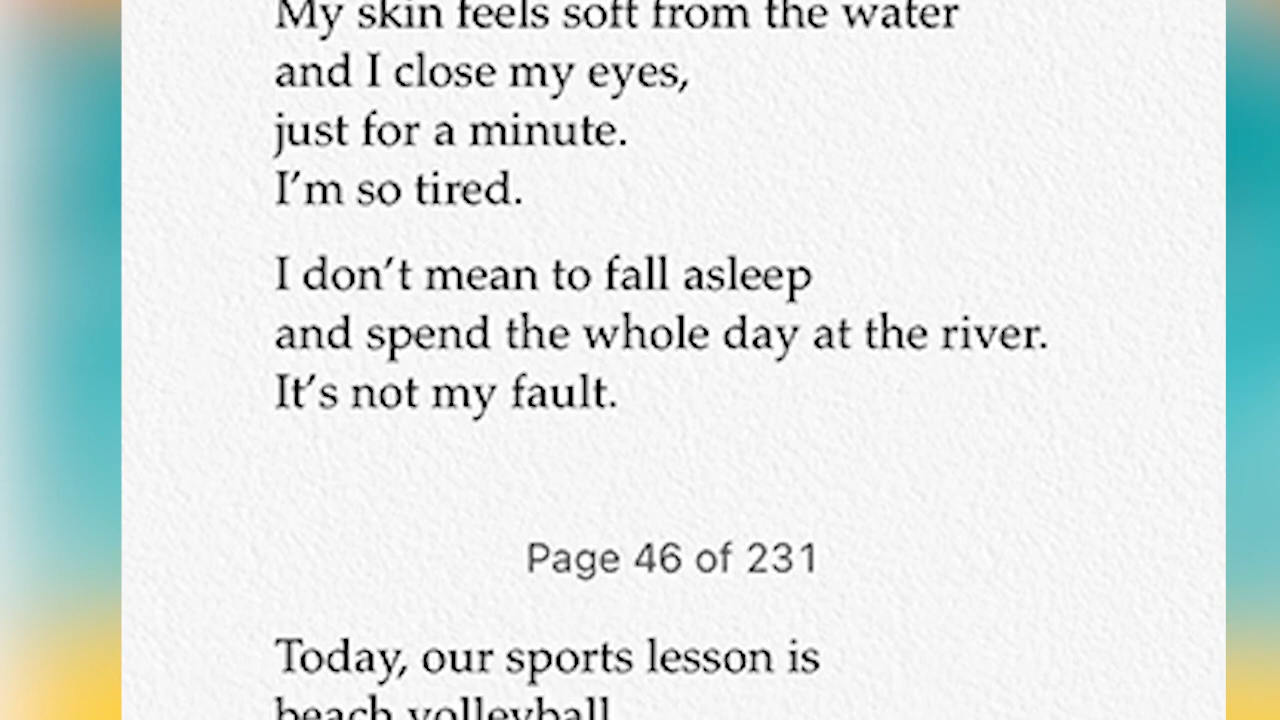 My skin feels soft from the water
and I close my eyes,
just for a minute.
I’m so tired.
I don’t mean to fall asleep
and spend the whole day at the river.
It’s not my fault.
Page 46 of 231
Today, our sports lesson is
beach volleyball